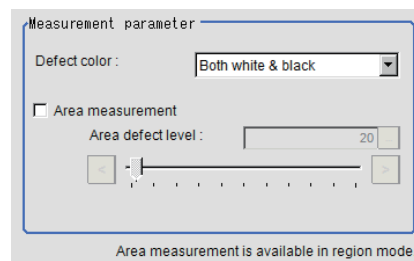 Measurement parameter
Defect color :
Both white & black
Area measurement
Area defect level :
20 ...
< >
Area measurement is available in region mode